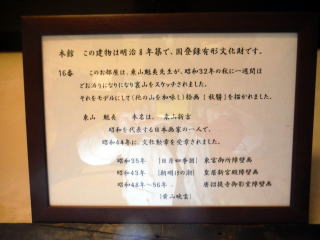 本館 この建物は明治8年築で、国登録有形文化財です。
16番 このお部屋は、東山魁夷先生が、昭和32年の秋に一週間ほ
どお泊りになりになり裏山をスケッチされました。
それをモデルにして(他の山を加味し)絵画「秋翳」を描かれました。
東山 魁夷 本名は、東山新吉
昭和を代表する日本画家の一人で、
昭和44年に、文化勲章を受章されました。
昭和35年 「日月四季図」 東宮御所障壁画
昭和43年 「朝明けの潮」 皇居新宮殿障壁画
昭和48年~56年 唐招提寺御影堂障壁画
「黄山暁雲」